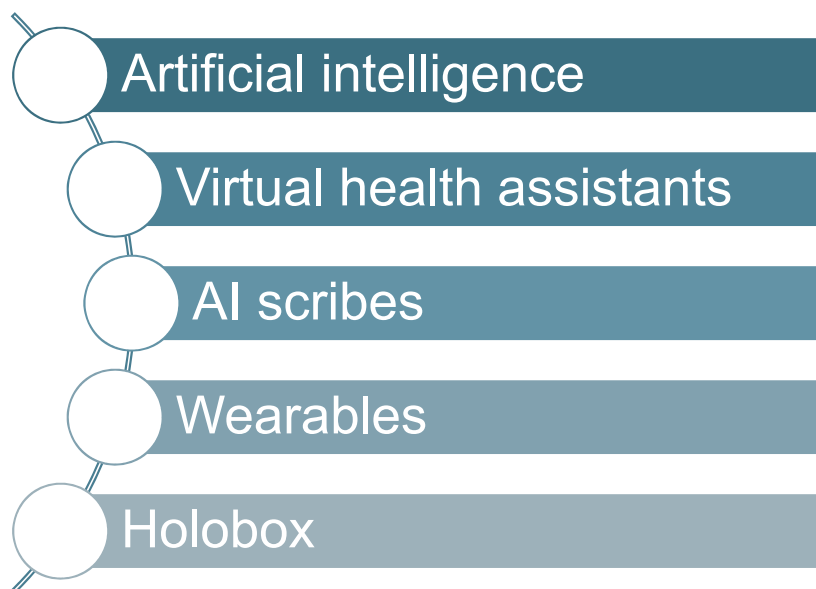 Artificial intelligence
Virtual health assistants
AI scribes
Wearables
Holobox